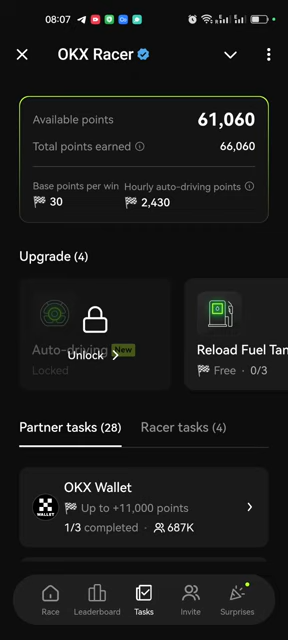 08:07
OKX Racer
Available points 61,060
Total points earned 66,060
Base points per win Hourly auto-driving points
30 2,430
Upgrade (4)
Auto-driving New
Unlock
Locked
Reload Fuel Tan
Free · 0/3
Partner tasks (28) Racer tasks (4)
OKX Wallet
WALLET
Up to +11,000 points
1/3 completed · 687K
Race Leaderboard Tasks Invite Surprises